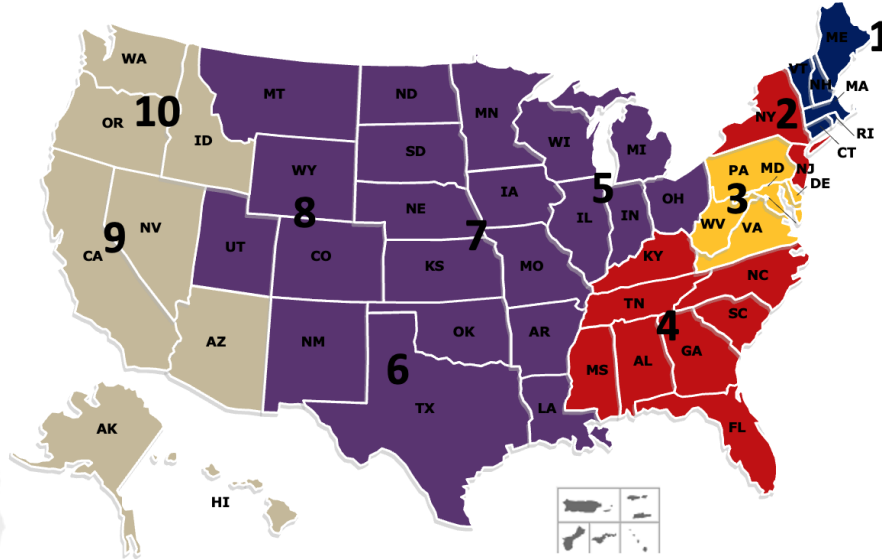 ME
1
WA
VT
NH
MA
MT
ND
10
MN
NY
2
OR
RI
ID
WI
MI
SD
CT
WY
PA
MD
NJ
DE
5
IA
OH
3
8
NE
IL
IN
WV
VA
NV
9
7
UT
CA
CO
KS
MO
KY
NC
TN
SC
4
AZ
NM
OK
AR
GA
AL
MS
6
TX
LA
AK
FL
HI